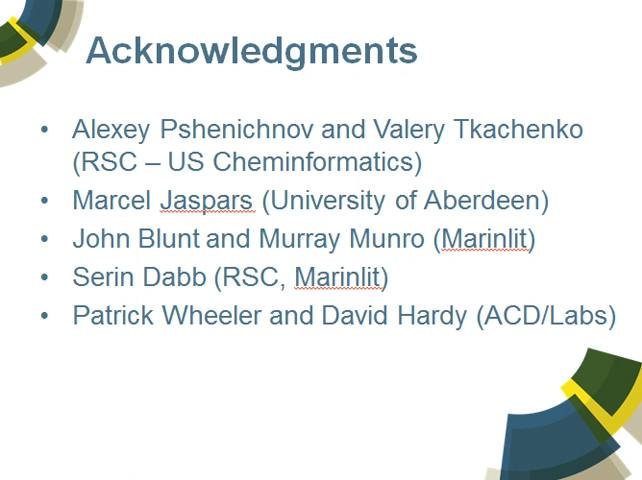 Acknowledgments
• Alexey Pshenichnov and Valery Tkachenko
(RSC – US Cheminformatics)
• Marcel Jaspars (University of Aberdeen)
• John Blunt and Murray Munro (Marinlit)
• Serin Dabb (RSC, Marinlit)
• Patrick Wheeler and David Hardy (ACD/Labs)